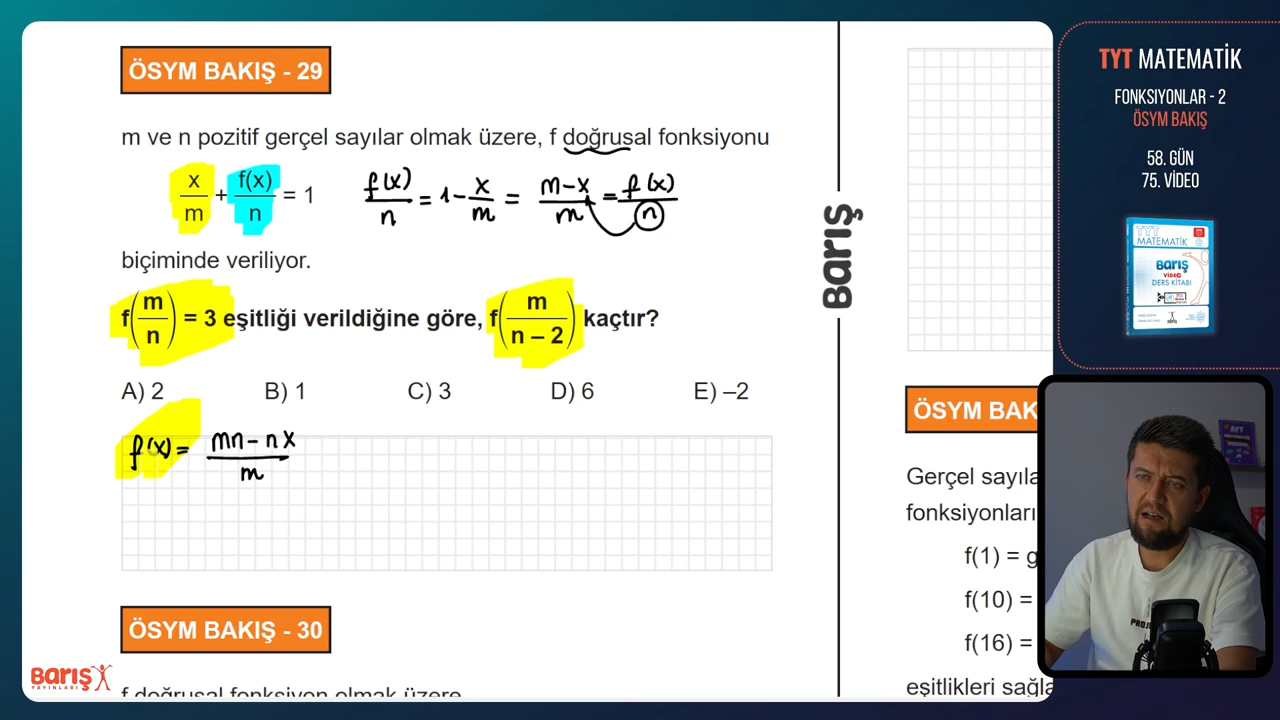 ÖSYM BAKIŞ - 29
m ve n pozitif gerçel sayılar olmak üzere, f doğrusal fonksiyonu
x/m + f(x)/n = 1
f(x)/n = 1 - x/m = m-x/m = f(x)/n
biçiminde veriliyor.
f(m/n) = 3 eşitliği verildiğine göre, f(m/n – 2) kaçtır?
A) 2 B) 1 C) 3 D) 6 E) –2
f(x) = mn - nx/m
ÖSYM BAKIŞ - 30
f doğrusal fonksiyon olmak üzere
BARIŞ
YAYINLARI
Barış
ÖSYM BAK
Gerçel sayıla
fonksiyonları
f(1) = g
f(10) =
f(16) =
eşitlikleri sağla
TYT MATEMATİK
FONKSIYONLAR - 2
ÖSYM BAKIŞ
58. GÜN
75. VİDEO
TYT
MATEMATİK
BARIŞ
VİDEO
DERS KİTABI